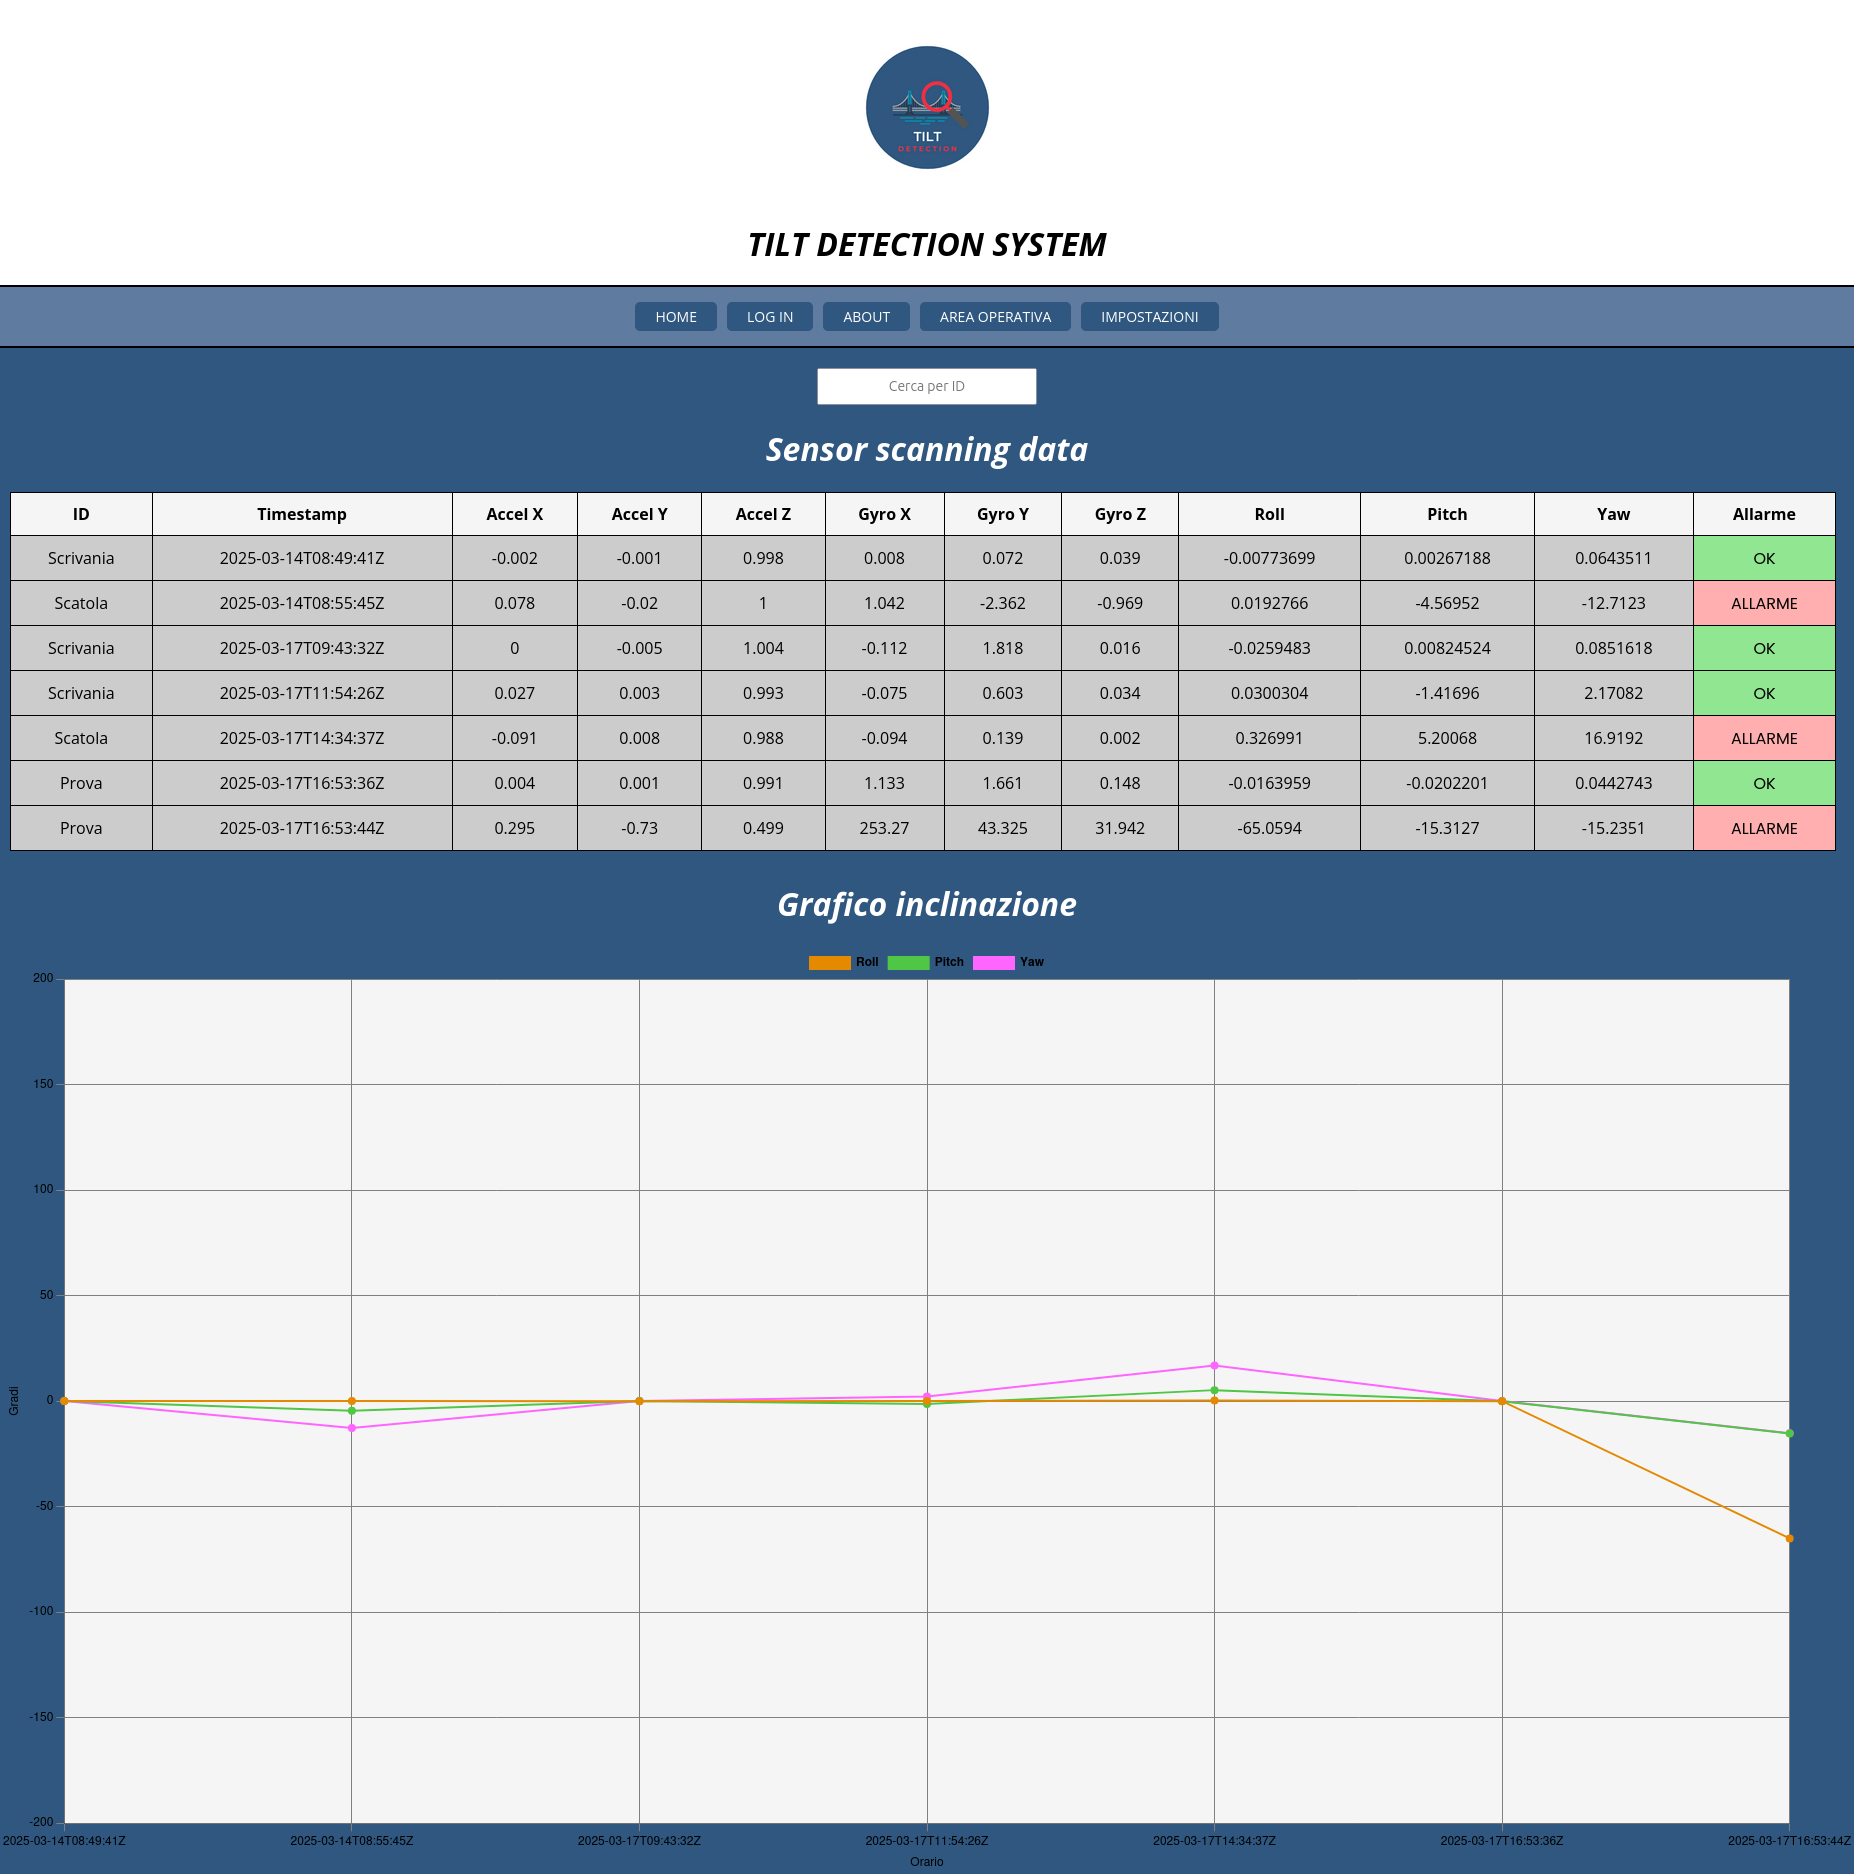 TILT
DETECTION
TILT DETECTION SYSTEM
HOME LOG IN ABOUT AREA OPERATIVA IMPOSTAZIONI
Cerca per ID
Sensor scanning data
ID Timestamp Accel X Accel Y Accel Z Gyro X Gyro Y Gyro Z Roll Pitch Yaw Allarme
Scrivania 2025-03-14T08:49:41Z -0.002 -0.001 0.998 0.008 0.072 0.039 -0.00773699 0.00267188 0.0643511 OK
Scatola 2025-03-14T08:55:45Z 0.078 -0.02 1 1.042 -2.362 -0.969 0.0192766 -4.56952 -12.7123 ALLARME
Scrivania 2025-03-17T09:43:32Z 0 -0.005 1.004 -0.112 1.818 0.016 -0.0259483 0.00824524 0.0851618 OK
Scrivania 2025-03-17T11:54:26Z 0.027 0.003 0.993 -0.075 0.603 0.034 0.0300304 -1.41696 2.17082 OK
Scatola 2025-03-17T14:34:37Z -0.091 0.008 0.988 -0.094 0.139 0.002 0.326991 5.20068 16.9192 ALLARME
Prova 2025-03-17T16:53:36Z 0.004 0.001 0.991 1.133 1.661 0.148 -0.0163959 -0.0202201 0.0442743 OK
Prova 2025-03-17T16:53:44Z 0.295 -0.73 0.499 253.27 43.325 31.942 -65.0594 -15.3127 -15.2351 ALLARME
Grafico inclinazione
Roll Pitch Yaw
200
150
100
50
0
-50
-100
-150
-200
Gradi
2025-03-14T08:49:41Z 2025-03-14T08:55:45Z 2025-03-17T09:43:32Z 2025-03-17T11:54:26Z 2025-03-17T14:34:37Z 2025-03-17T16:53:36Z 2025-03-17T16:53:44Z
Orario